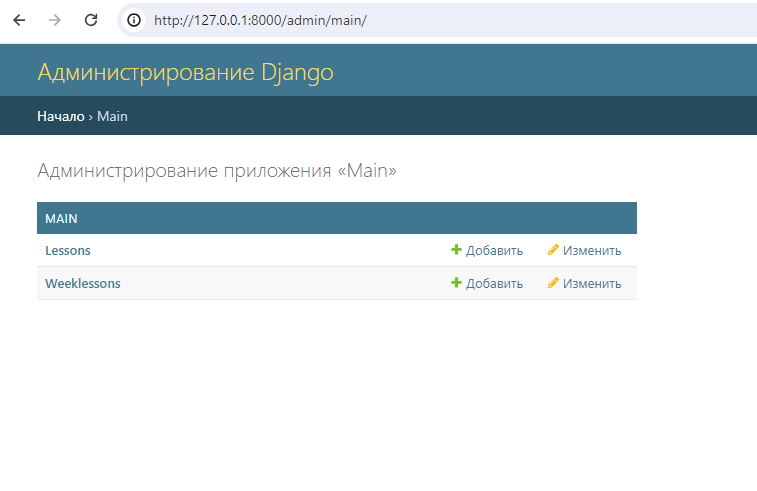 http://127.0.0.1:8000/admin/main/
Администрирование Django
Начало › Main
Администрирование приложения «Main»
MAIN
Lessons Добавить Изменить
Weeklessons Добавить Изменить